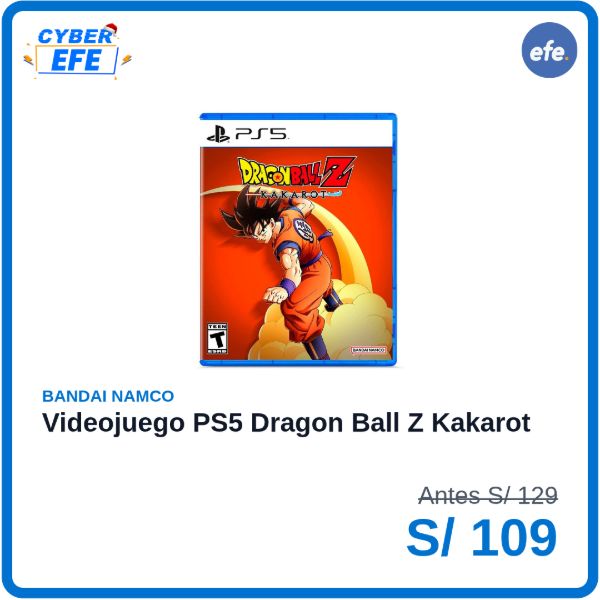 CYBER
EFE
efe.
PS5
DRAGON BALL Z
KAKAROT
TEEN
T
ESRB
BANDAI NAMCO
BANDAI NAMCO
Videojuego PS5 Dragon Ball Z Kakarot
Antes S/ 129
S/ 109